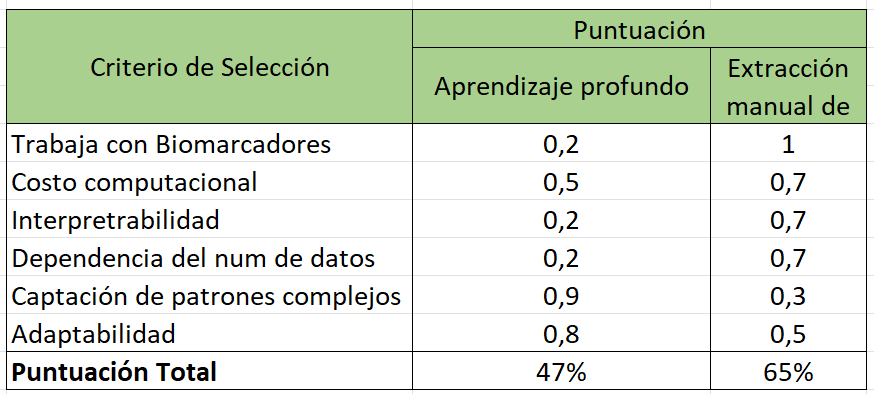 Criterio de Selección
Puntuación
Aprendizaje profundo
Extracción
manual de
Trabaja con Biomarcadores 0,2 1
Costo computacional 0,5 0,7
Interpretrabilidad 0,2 0,7
Dependencia del num de datos 0,2 0,7
Captación de patrones complejos 0,9 0,3
Adaptabilidad 0,8 0,5
Puntuación Total 47% 65%